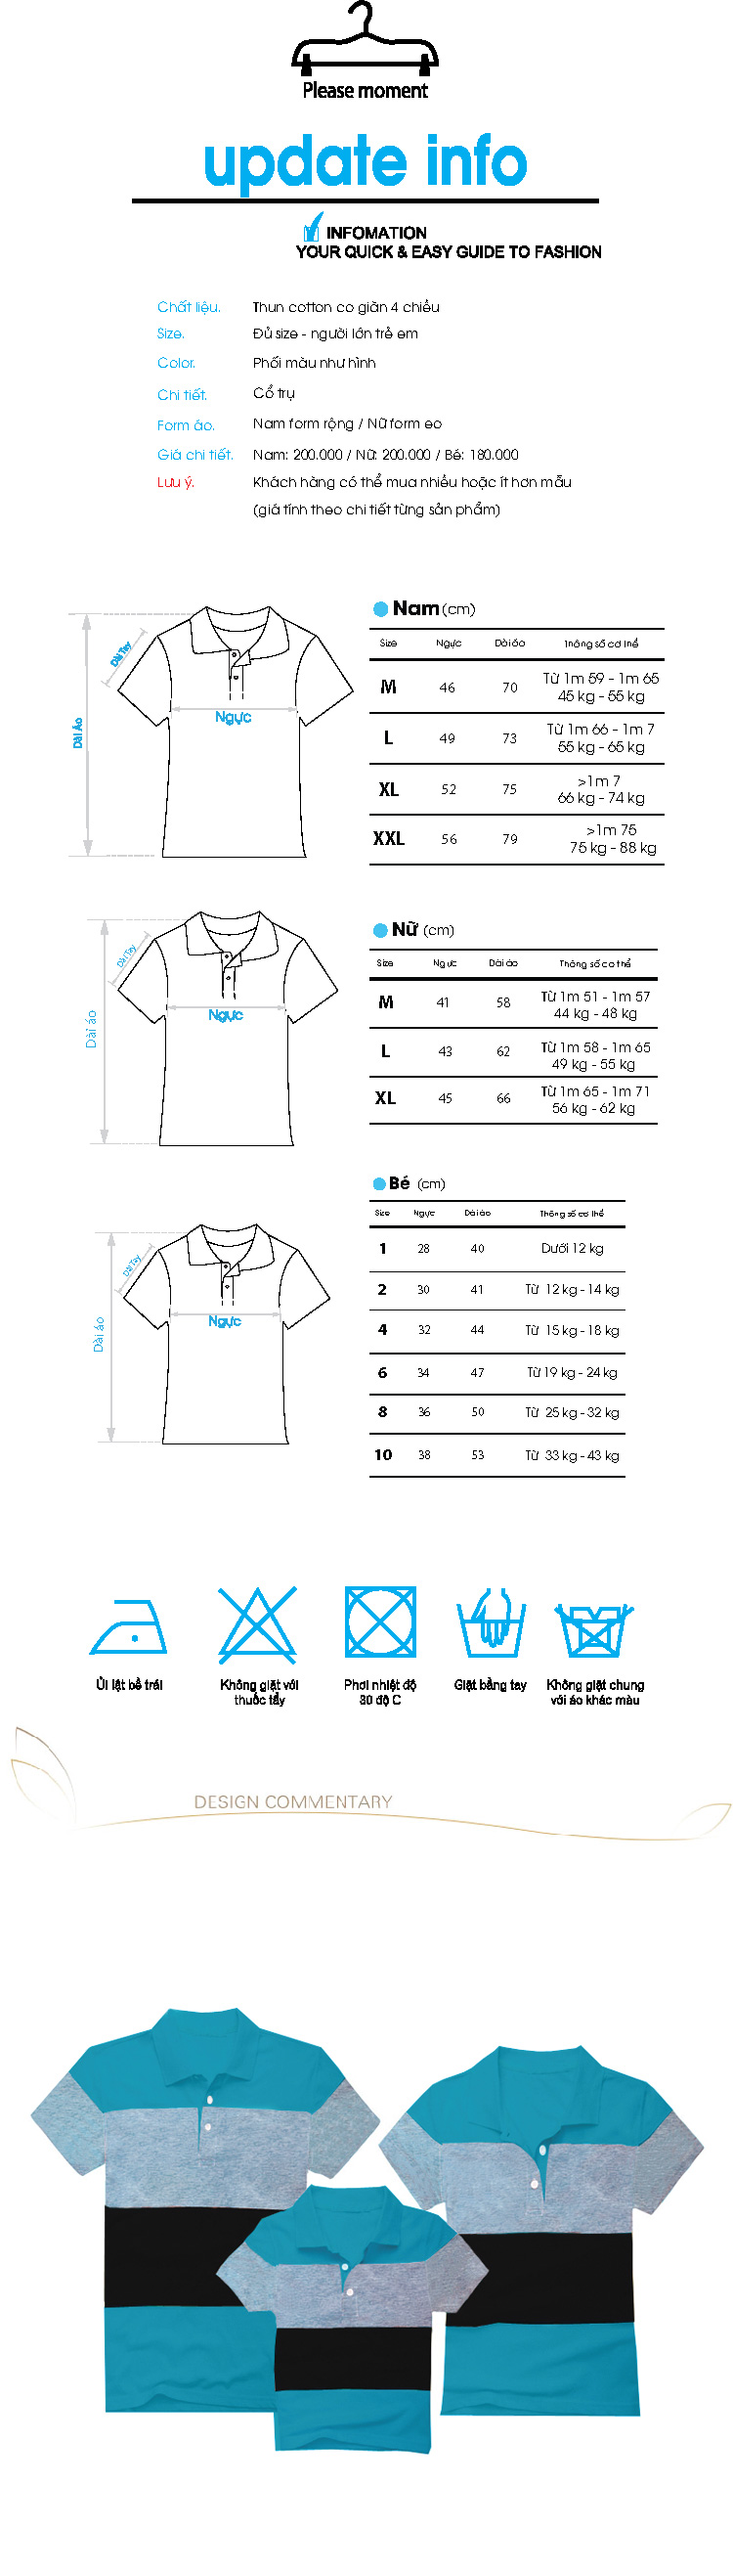 Please moment
update info
INFOMATION
YOUR QUICK & EASY GUIDE TO FASHION
Chất liệu. Thun cotton co giãn 4 chiều
Size. Đủ size - người lớn trẻ em
Color. Phối màu như hình
Chi tiết. Cổ trụ
Form áo. Nam form rộng / Nữ form eo
Giá chi tiết. Nam: 200.000 / Nữ: 200.000 / Bé: 180.000
Lưu ý. Khách hàng có thể mua nhiều hoặc ít hơn mẫu
(giá tính theo chi tiết từng sản phẩm)
Dài Áo
Dài Tay
Ngực
Nam (cm)
Size Ngực Dài áo Thông số cơ thể
M 46 70 Từ 1m 59 - 1m 65
45 kg - 55 kg
L 49 73 Từ 1m 66 - 1m 7
55 kg - 65 kg
XL 52 75 >1m 7
66 kg - 74 kg
XXL 56 79 >1m 75
75 kg - 88 kg
Dài áo
Dài Tay
Ngực
Nữ (cm)
Size Ngực Dài áo Thông số cơ thể
M 41 58 Từ 1m 51 - 1m 57
44 kg - 48 kg
L 43 62 Từ 1m 58 - 1m 65
49 kg - 55 kg
XL 45 66 Từ 1m 65 - 1m 71
56 kg - 62 kg
Dài áo
Dài Tay
Ngực
Bé (cm)
Size Ngực Dài áo Thông số cơ thể
1 28 40 Dưới 12 kg
2 30 41 Từ 12 kg - 14 kg
4 32 44 Từ 15 kg - 18 kg
6 34 47 Từ 19 kg - 24 kg
8 36 50 Từ 25 kg - 32 kg
10 38 53 Từ 33 kg - 43 kg
Ủi lật bề trái
Không giặt với
thuốc tẩy
Phơi nhiệt độ
30 độ C
Giặt bằng tay
Không giặt chung
với áo khác màu
DESIGN COMMENTARY